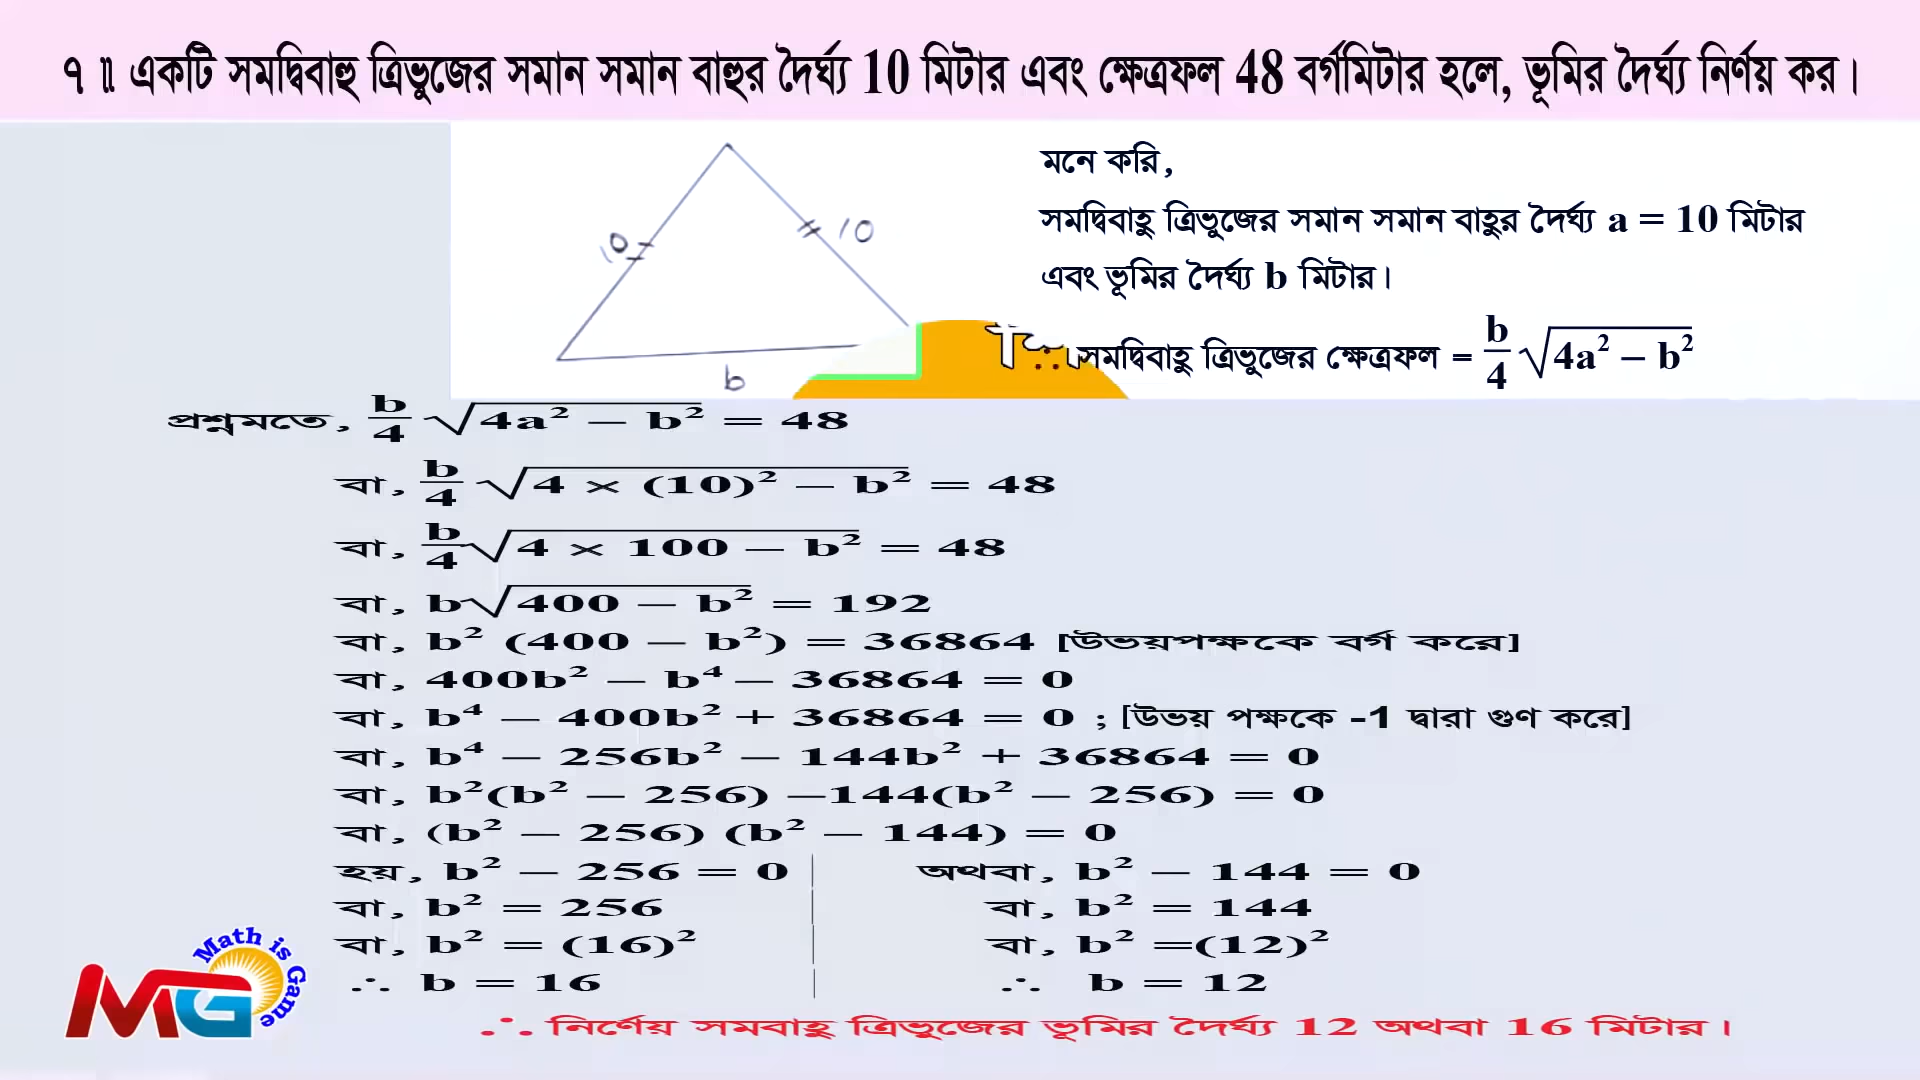 ৭ ॥ একটি সমদ্বিবাহু ত্রিভুজের সমান সমান বাহুর দৈর্ঘ্য 10 মিটার এবং ক্ষেত্রফল 48 বর্গমিটার হলে, ভূমির দৈর্ঘ্য নির্ণয় কর।
মনে করি,
সমদ্বিবাহু ত্রিভুজের সমান সমান বাহুর দৈর্ঘ্য a = 10 মিটার
এবং ভূমির দৈর্ঘ্য b মিটার।
∴ সমদ্বিবাহু ত্রিভুজের ক্ষেত্রফল = b/4 √(4a² – b²)
10
10
b
প্রশ্নমতে, b/4 √(4a² – b²) = 48
বা, b/4 √(4 × (10)² – b²) = 48
বা, b/4 √(4 × 100 – b²) = 48
বা, b√(400 – b²) = 192
বা, b² (400 – b²) = 36864 [উভয়পক্ষকে বর্গ করে]
বা, 400b² – b⁴ – 36864 = 0
বা, b⁴ – 400b² + 36864 = 0 ; [উভয় পক্ষকে -1 দ্বারা গুণ করে]
বা, b⁴ – 256b² – 144b² + 36864 = 0
বা, b²(b² – 256) –144(b² – 256) = 0
বা, (b² – 256) (b² – 144) = 0
হয়, b² – 256 = 0 | অথবা, b² – 144 = 0
বা, b² = 256 | বা, b² = 144
বা, b² = (16)² | বা, b² =(12)²
∴ b = 16 | ∴ b = 12
∴ নির্ণেয় সমবাহু ত্রিভুজের ভূমির দৈর্ঘ্য 12 অথবা 16 মিটার।
Math is Game
MG